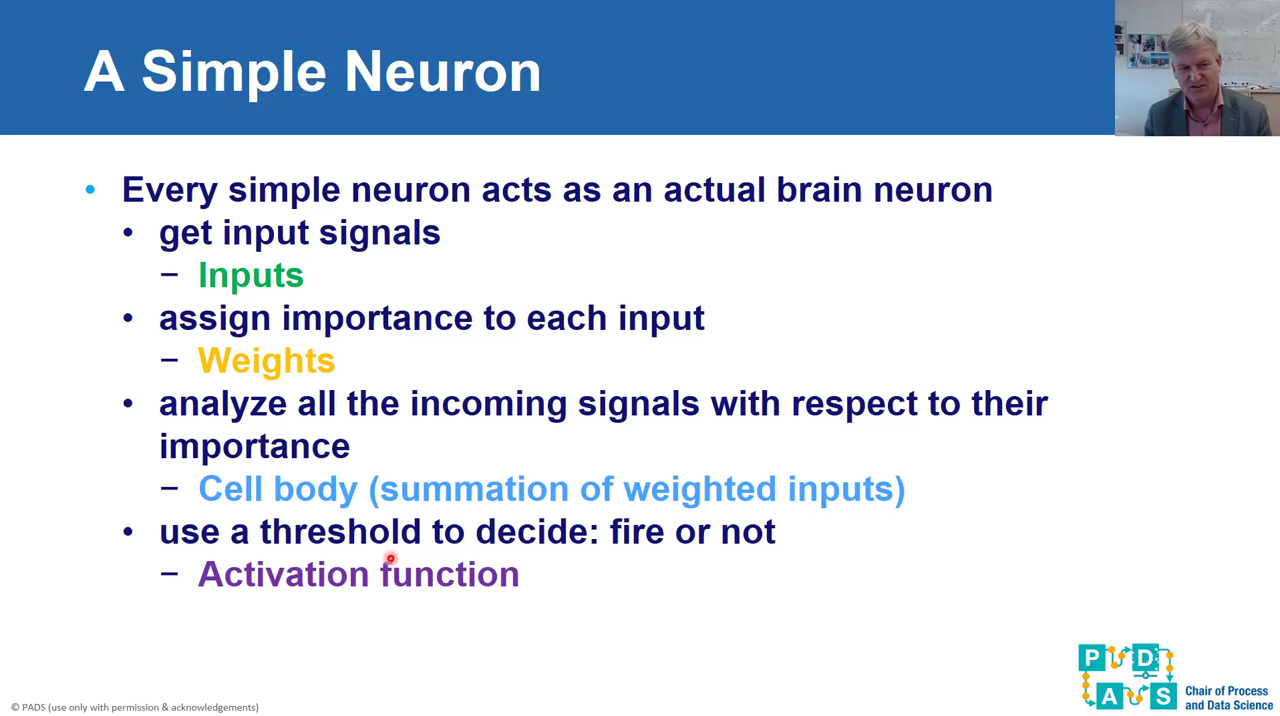 A Simple Neuron
• Every simple neuron acts as an actual brain neuron
• get input signals
− Inputs
• assign importance to each input
− Weights
• analyze all the incoming signals with respect to their
importance
− Cell body (summation of weighted inputs)
• use a threshold to decide: fire or not
− Activation function
P D
A S
Chair of Process
and Data Science
© PADS (use only with permission & acknowledgements)